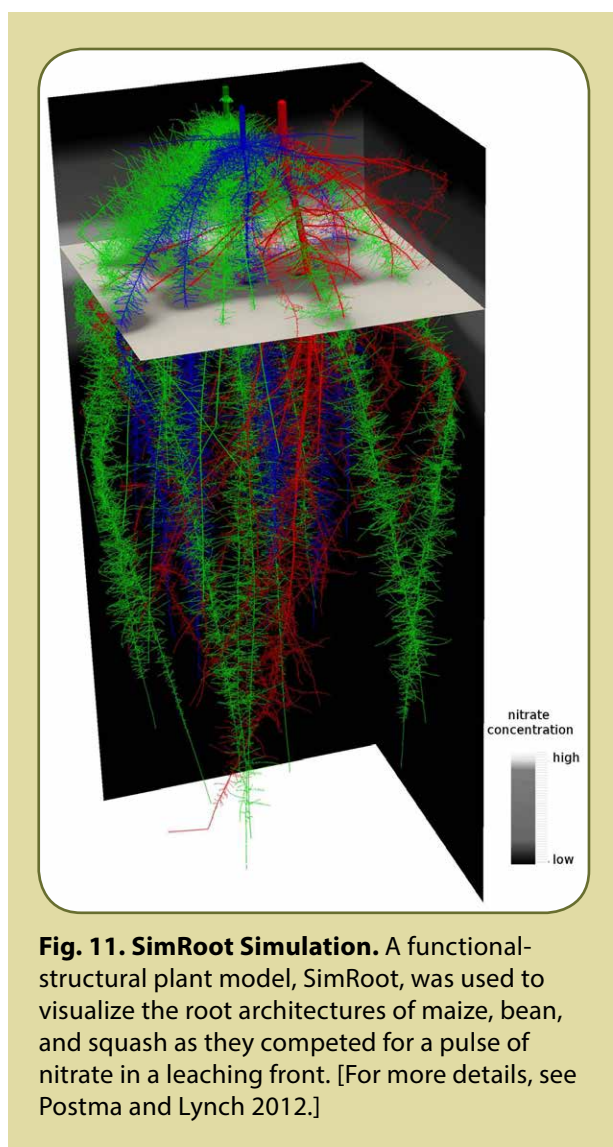 nitrate
concentration
high
low
Fig. 11. SimRoot Simulation. A functional-
structural plant model, SimRoot, was used to
visualize the root architectures of maize, bean,
and squash as they competed for a pulse of
nitrate in a leaching front. [For more details, see
Postma and Lynch 2012.]